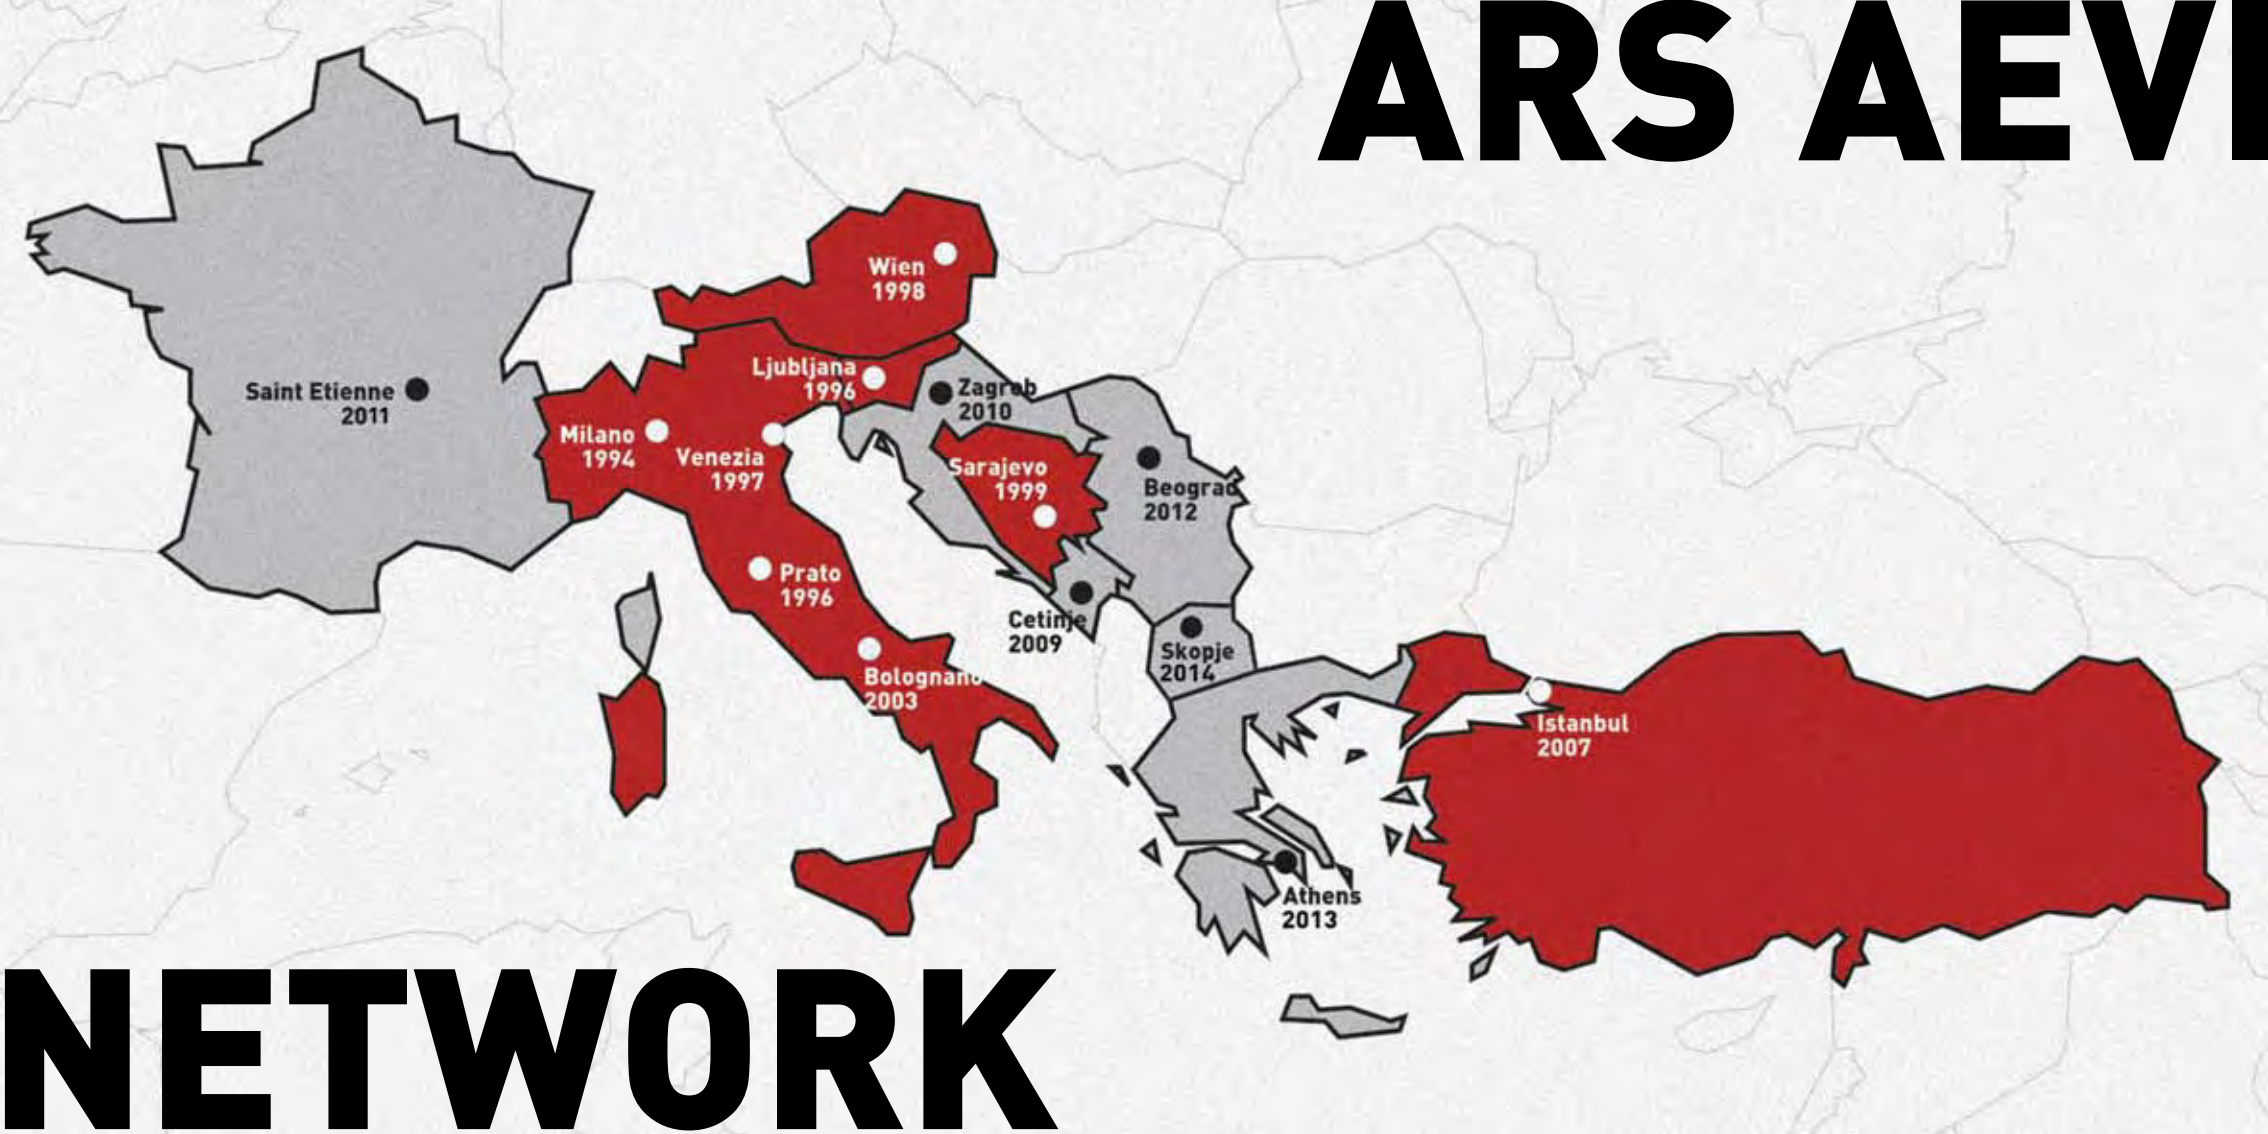 ARS AEVI
Wien
1998
Ljubljana
1996
Zagreb
2010
Saint Etienne
2011
Milano
1994
Venezia
1997
Sarajevo
1999
Beograd
2012
Prato
1996
Cetinje
2009
Skopje
2014
Bolognano
2003
Istanbul
2007
Athens
2013
NETWORK